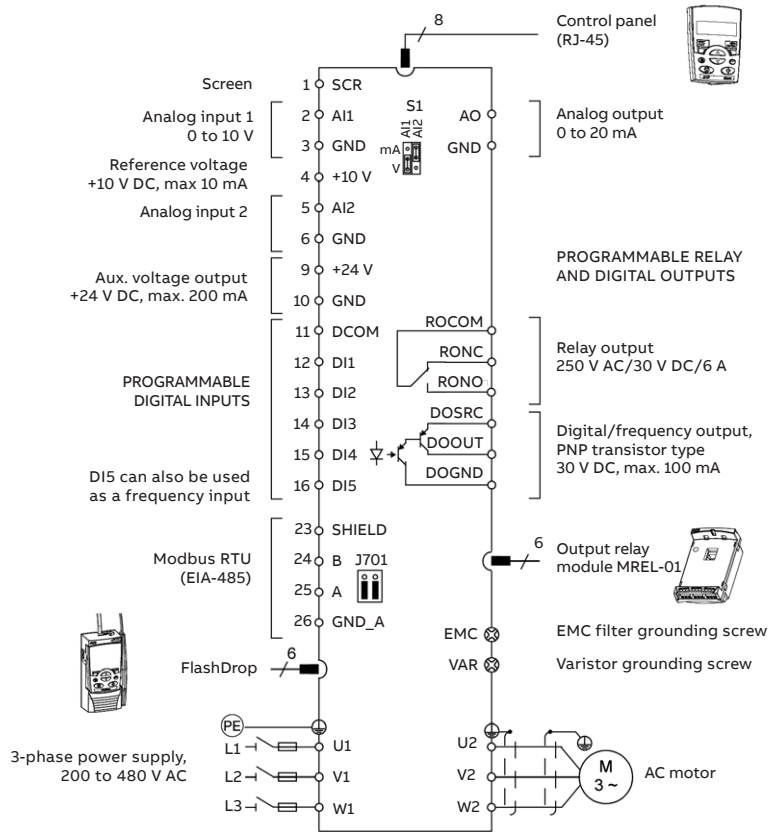 8
Control panel
(RJ-45)
Screen
1 SCR
Analog input 1
0 to 10 V
2 AI1
3 GND
S1
AI1
AI2
mA
V
AO
GND
Analog output
0 to 20 mA
Reference voltage
+10 V DC, max 10 mA
4 +10 V
Analog input 2
5 AI2
6 GND
Aux. voltage output
+24 V DC, max. 200 mA
9 +24 V
10 GND
PROGRAMMABLE RELAY
AND DIGITAL OUTPUTS
PROGRAMMABLE
DIGITAL INPUTS
DI5 can also be used
as a frequency input
11 DCOM
12 DI1
13 DI2
14 DI3
15 DI4
16 DI5
ROCOM
RONC
RONO
Relay output
250 V AC/30 V DC/6 A
DOSRC
DOOUT
DOGND
Digital/frequency output,
PNP transistor type
30 V DC, max. 100 mA
Modbus RTU
(EIA-485)
23 SHIELD
24 B
25 A
26 GND_A
J701
6
Output relay
module MREL-01
EMC
EMC filter grounding screw
VAR
Varistor grounding screw
FlashDrop
6
PE
3-phase power supply,
200 to 480 V AC
L1
U1
L2
V1
L3
W1
U2
V2
W2
M
3 ~
AC motor